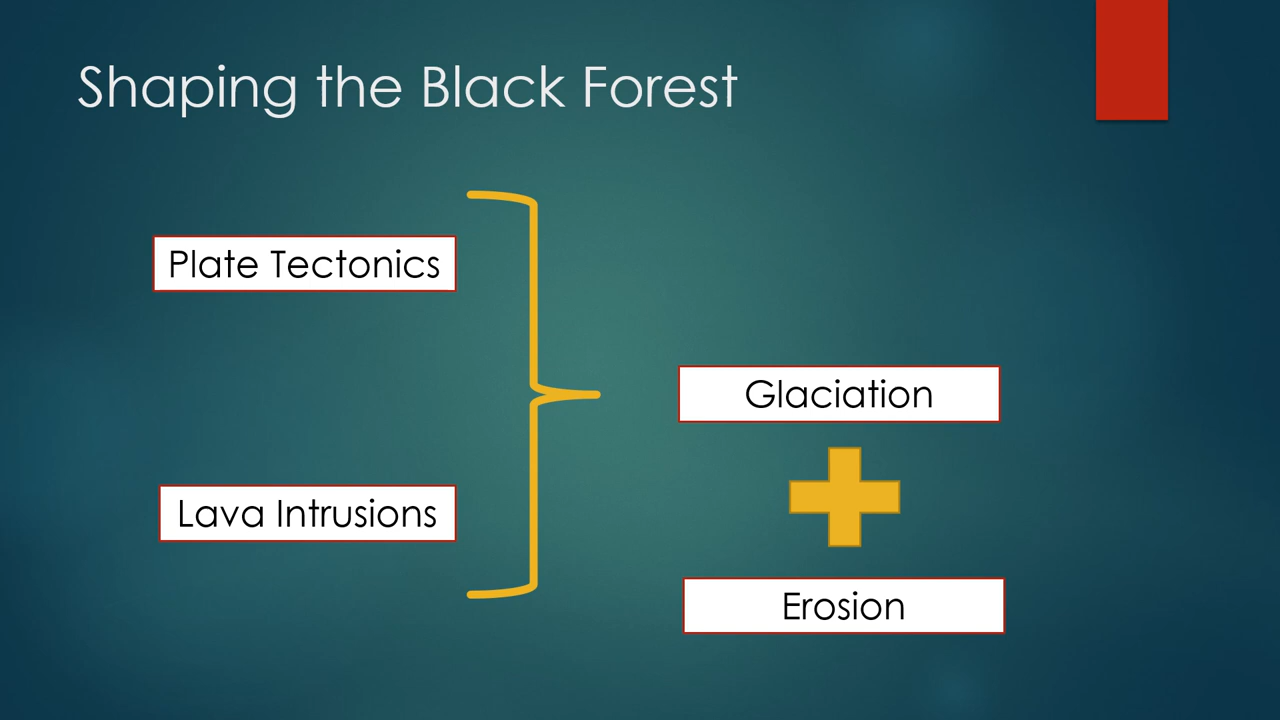 Shaping the Black Forest
Plate Tectonics
Lava Intrusions
Glaciation
Erosion